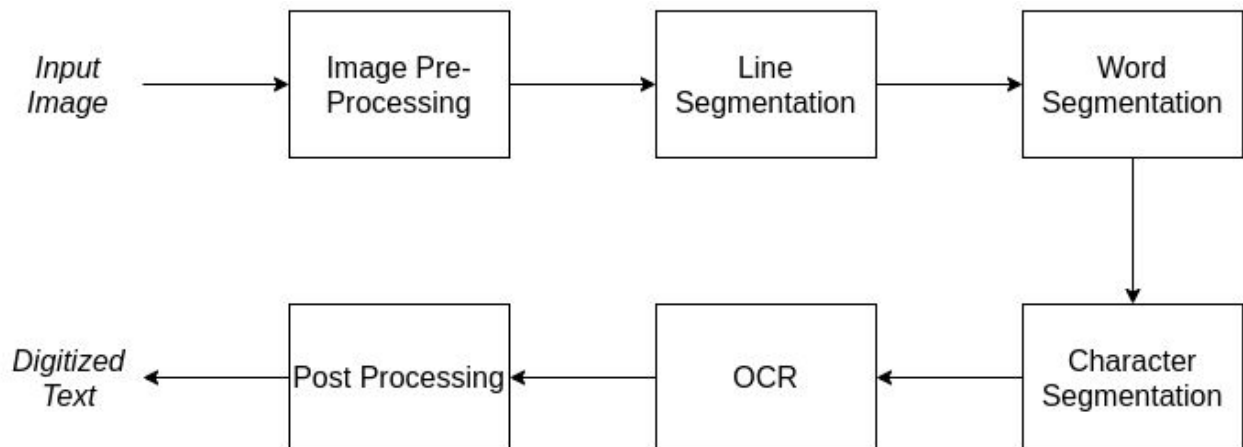 Input
Image
Image Pre-
Processing
Line
Segmentation
Word
Segmentation
Character
Segmentation
OCR
Post Processing
Digitized
Text